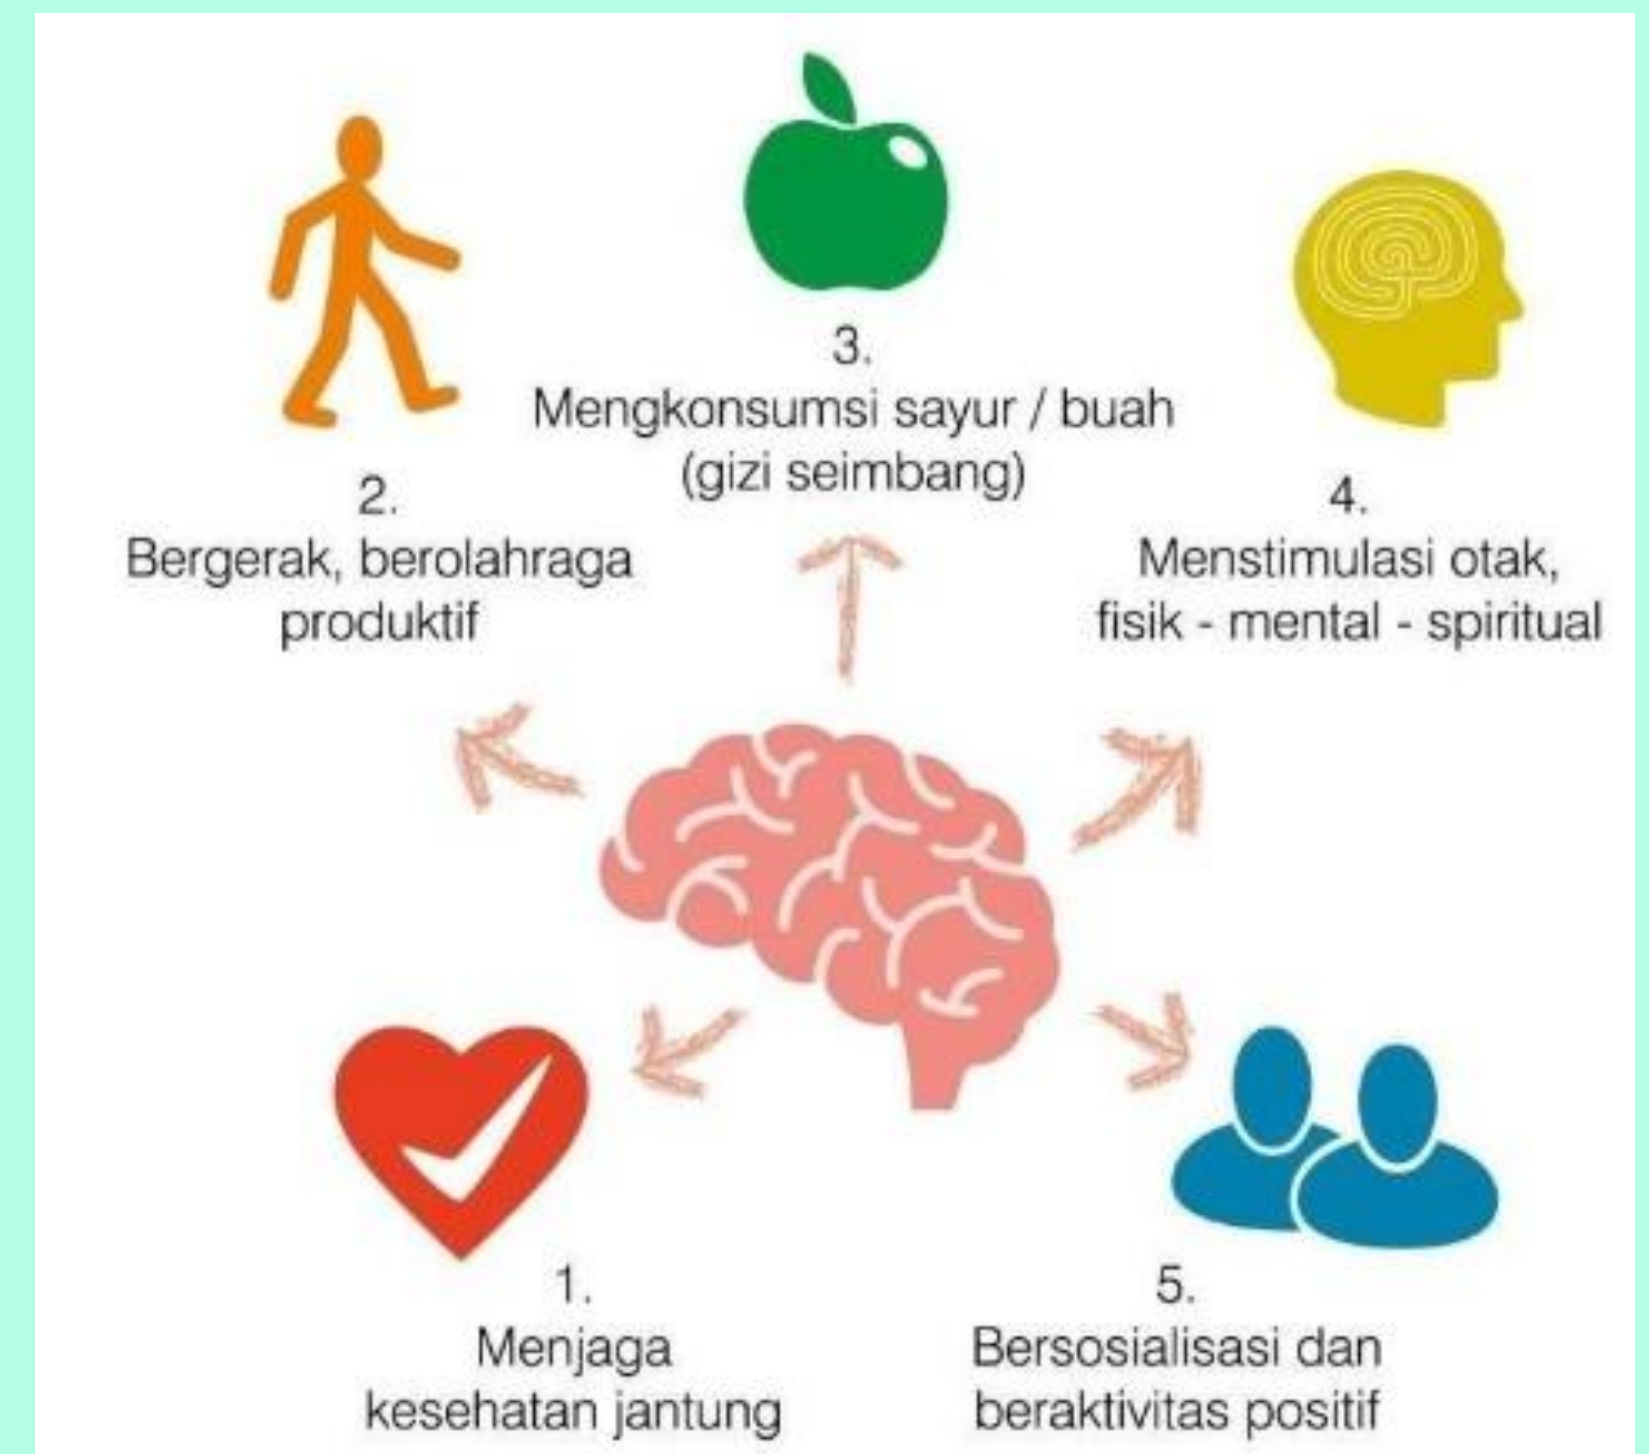 1.
Menjaga
kesehatan jantung
2.
Bergerak, berolahraga
produktif
3.
Mengkonsumsi sayur / buah
(gizi seimbang)
4.
Menstimulasi otak,
fisik - mental - spiritual
5.
Bersosialisasi dan
beraktivitas positif